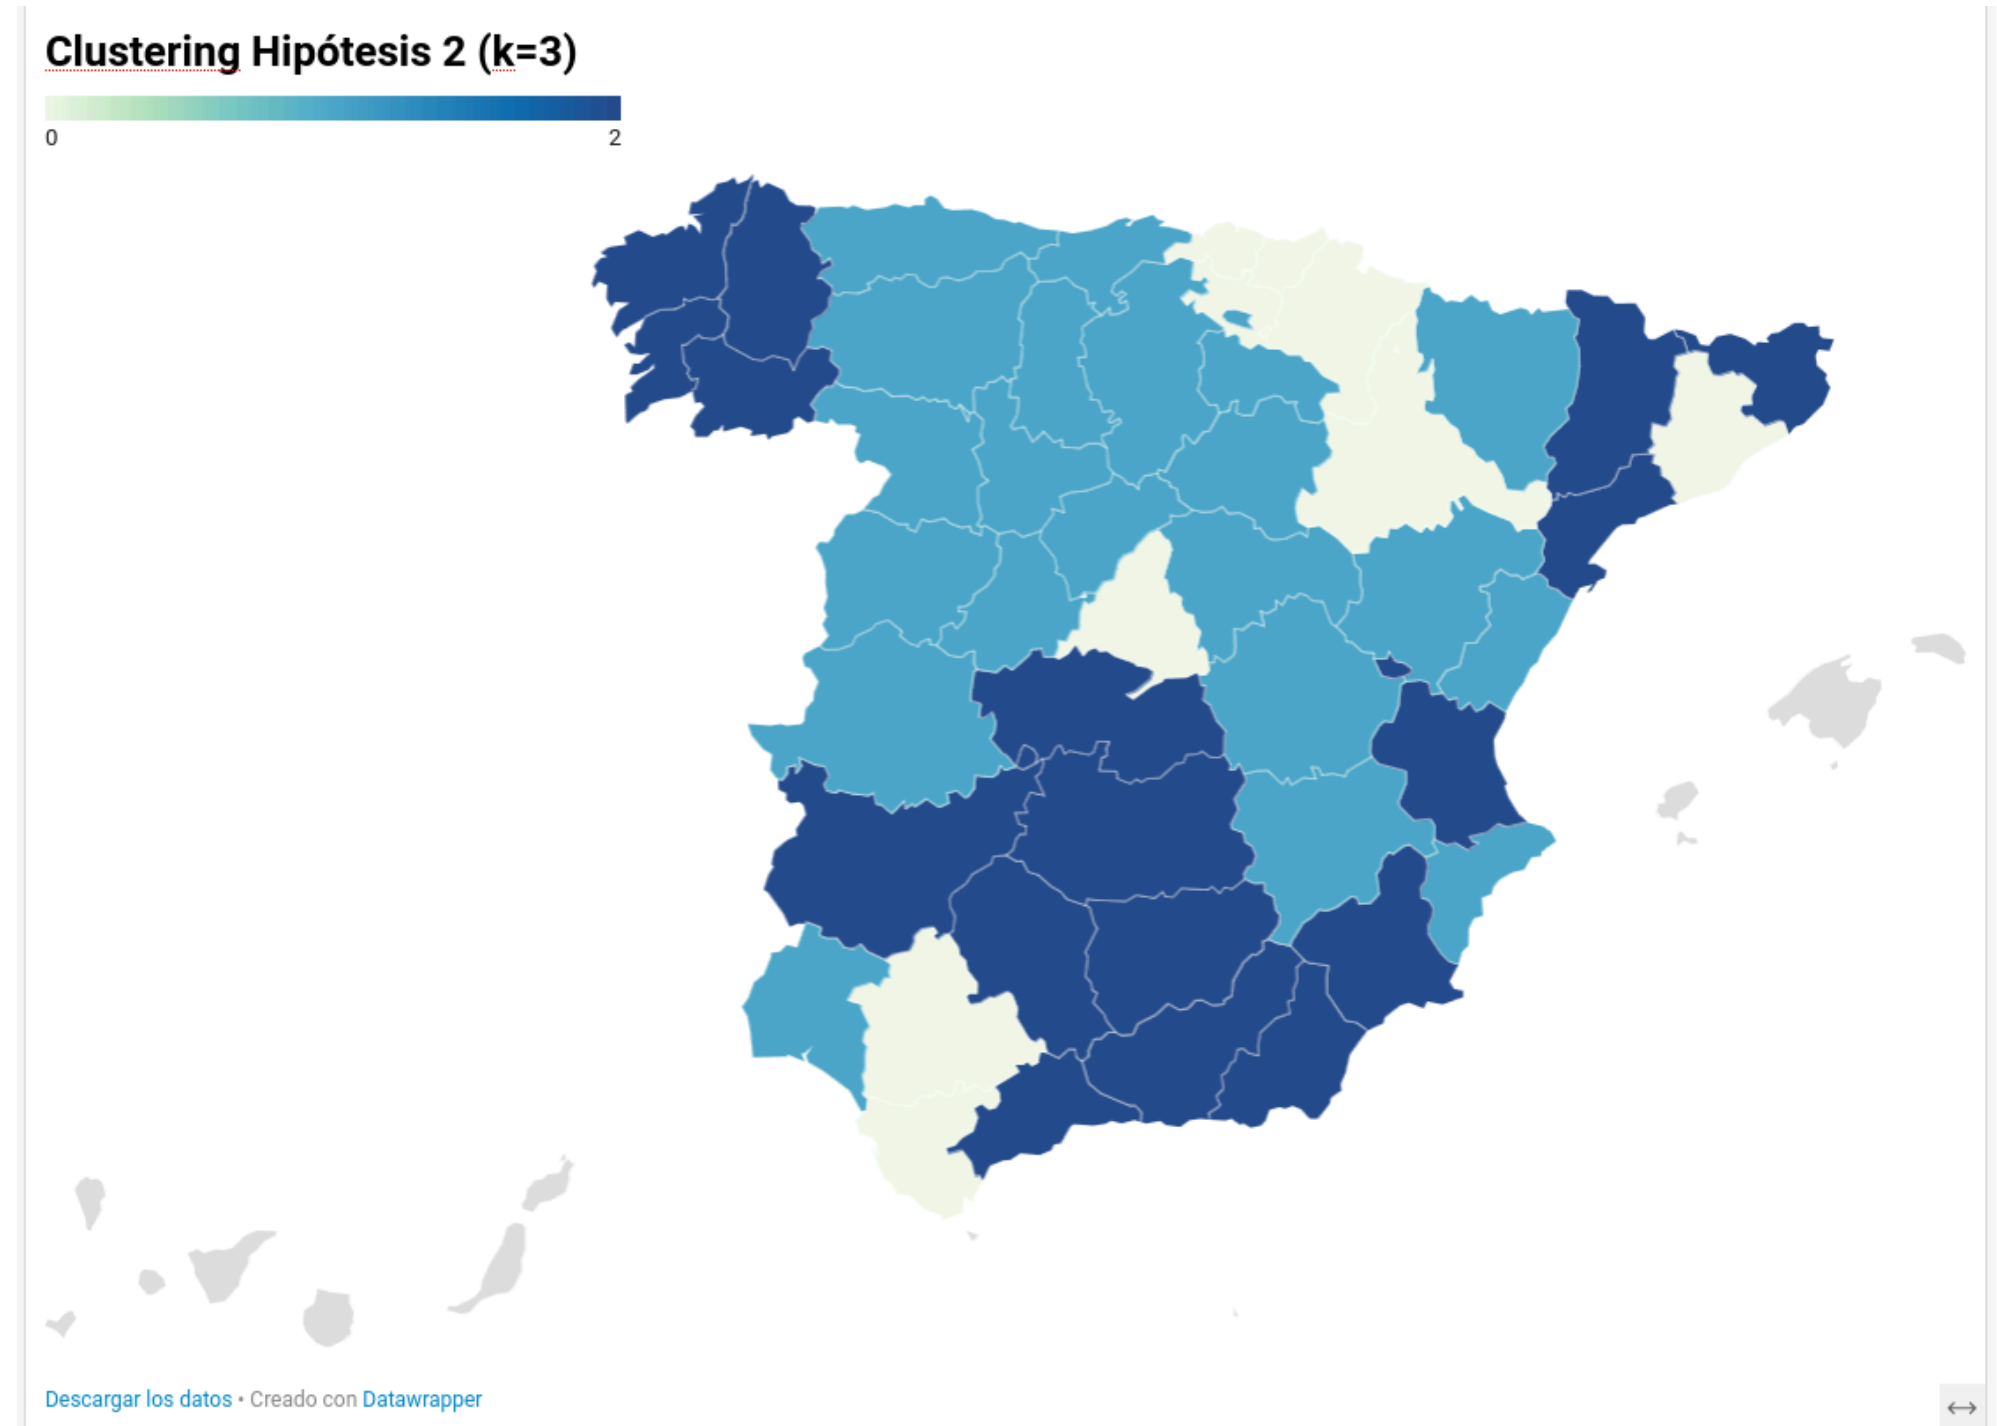 Clustering Hipótesis 2 (k=3)
0 2
Descargar los datos • Creado con Datawrapper